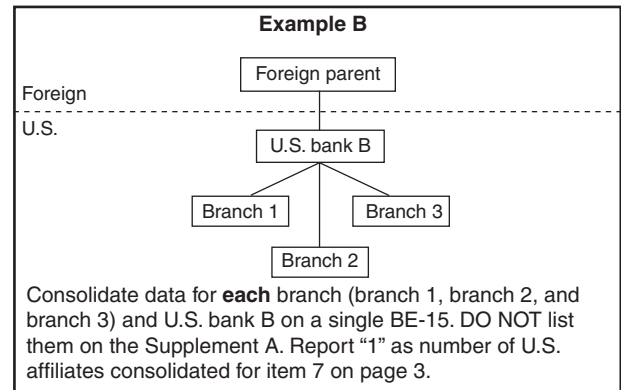 Example B
Foreign parent
Foreign
U.S.
U.S. bank B
Branch 1
Branch 3
Branch 2
Consolidate data for each branch (branch 1, branch 2, and
branch 3) and U.S. bank B on a single BE-15. DO NOT list
them on the Supplement A. Report “1” as number of U.S.
affiliates consolidated for item 7 on page 3.